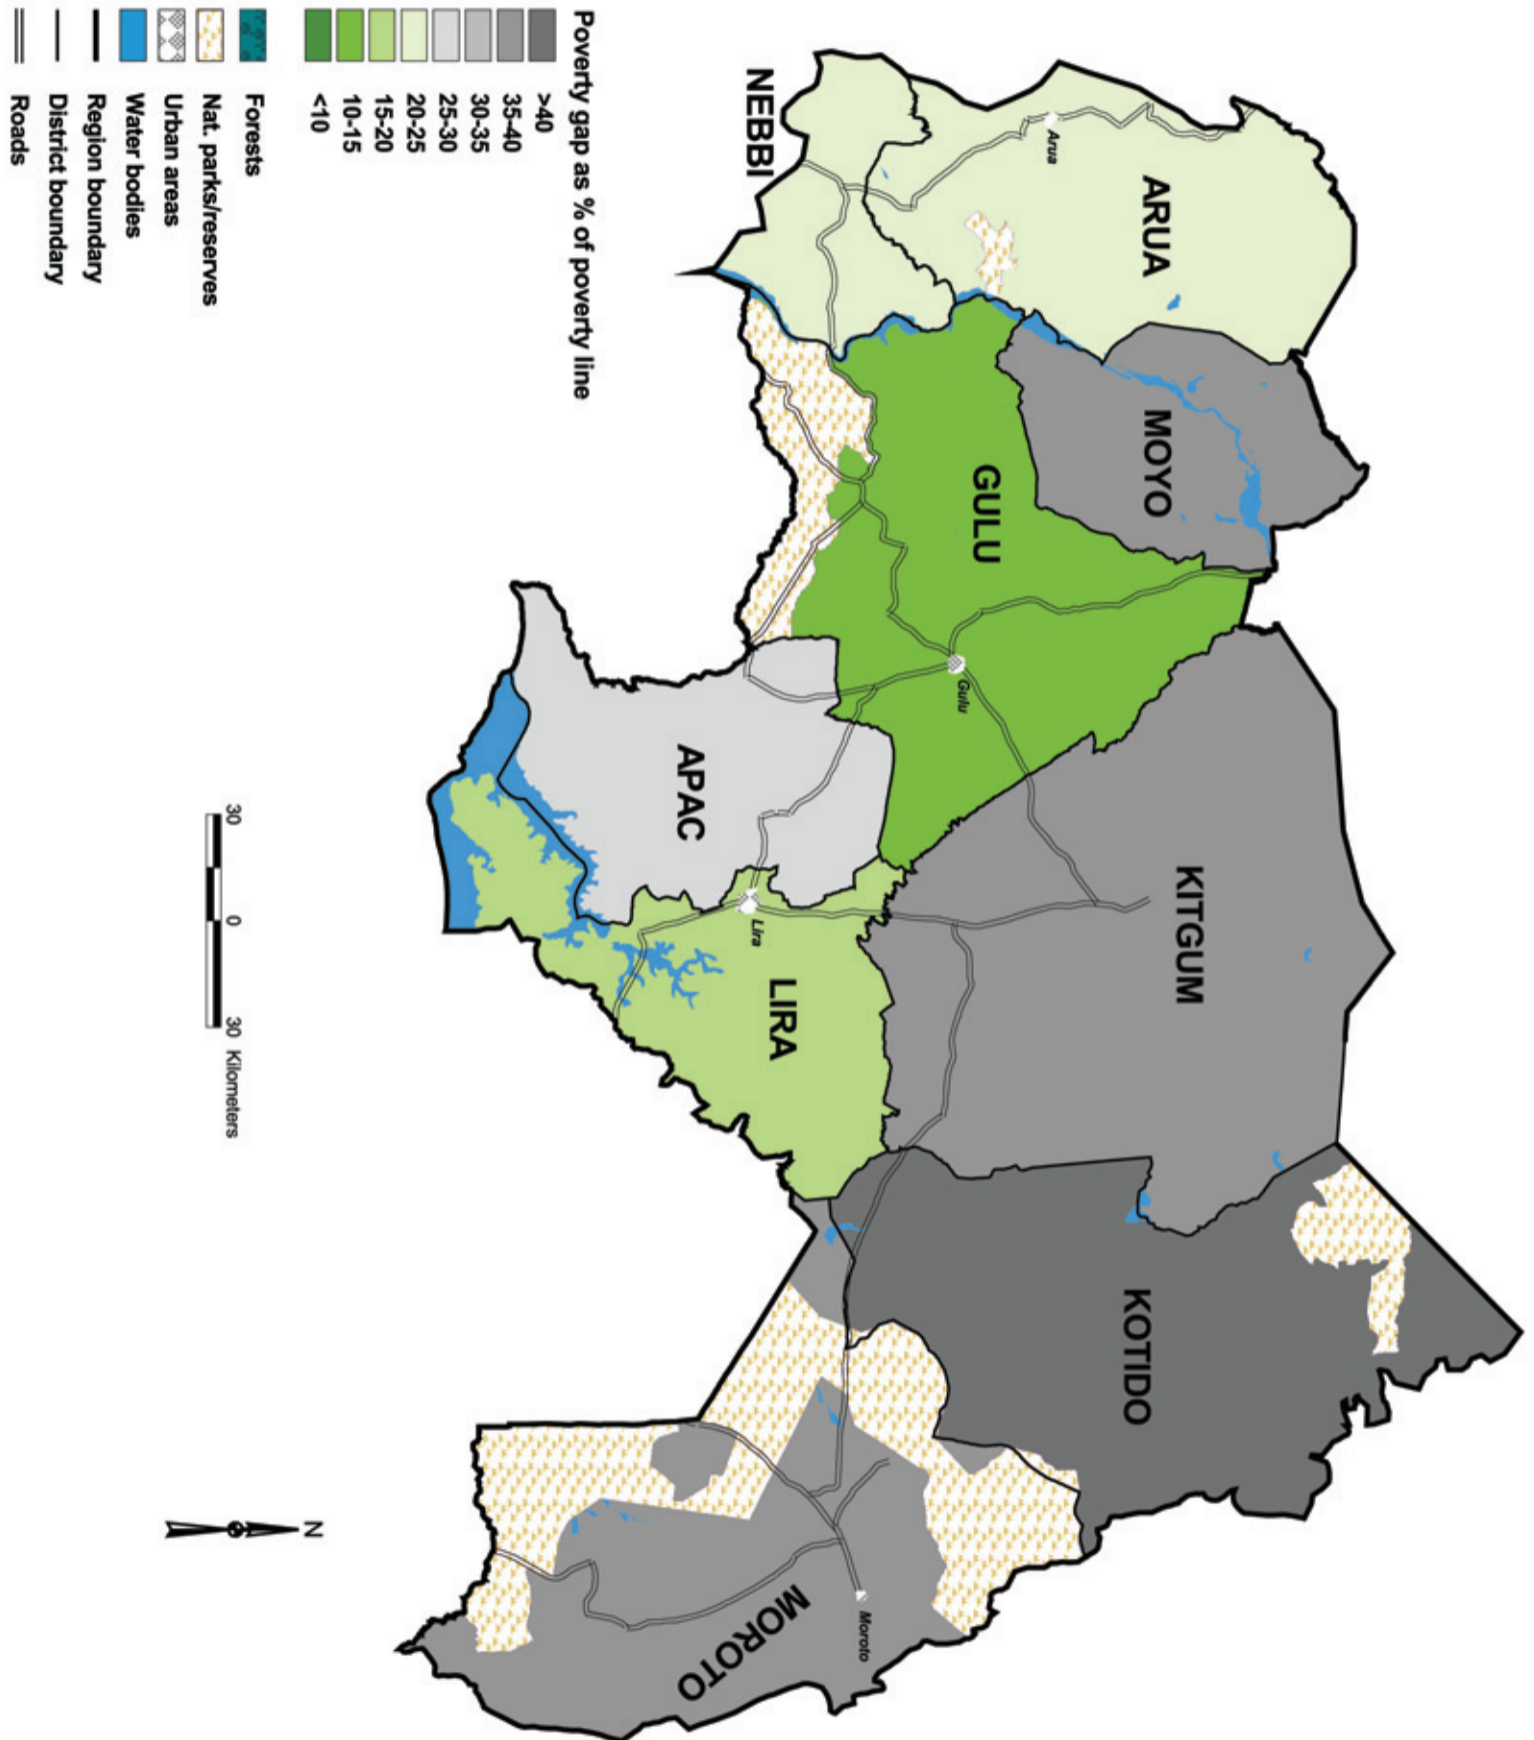 ARUA
Arua
NEBBI
MOYO
GULU
Gulu
KITGUM
APAC
LIRA
Lira
KOTIDO
MOROTO
Moroto
Poverty gap as % of poverty line
>40
35-40
30-35
25-30
20-25
15-20
10-15
<10
Forests
Nat. parks/reserves
Urban areas
Water bodies
Region boundary
District boundary
Roads
30 0 30 Kilometers
N